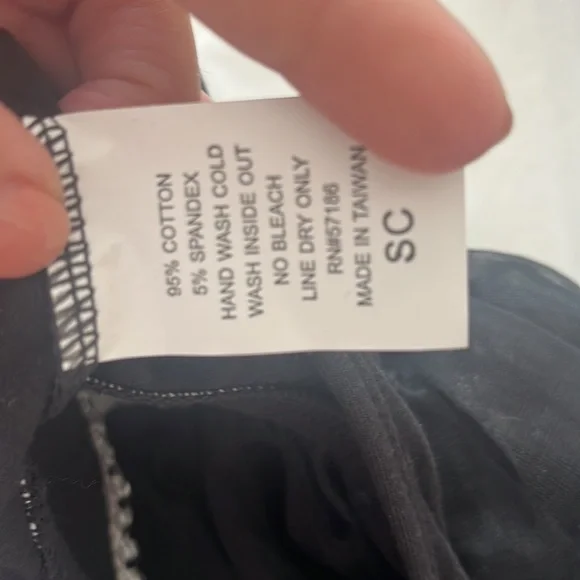 95% COTTON
5% SPANDEX
HAND WASH COLD
WASH INSIDE OUT
NO BLEACH
LINE DRY ONLY
RN#57186
MADE IN TAIWAN
SC